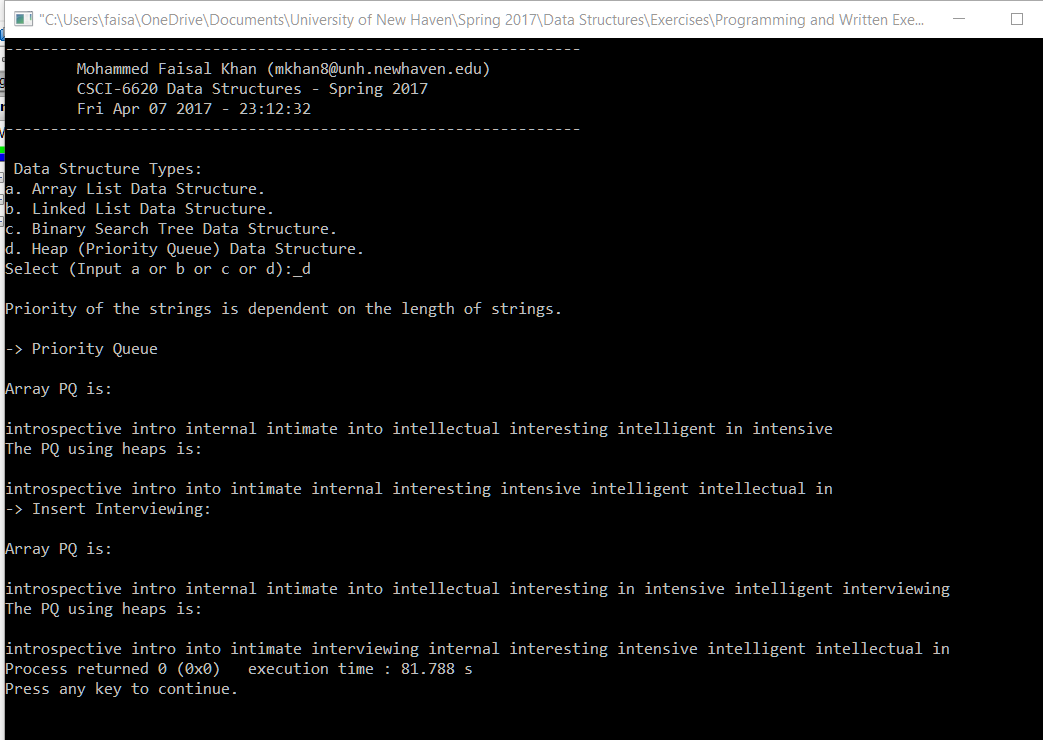 "C:\Users\faisa\OneDrive\Documents\University of New Haven\Spring 2017\Data Structures\Exercises\Programming and Written Exe...
----------------------------------------------------------------
Mohammed Faisal Khan (mkhan8@unh.newhaven.edu)
CSCI-6620 Data Structures - Spring 2017
Fri Apr 07 2017 - 23:12:32
----------------------------------------------------------------
Data Structure Types:
a. Array List Data Structure.
b. Linked List Data Structure.
c. Binary Search Tree Data Structure.
d. Heap (Priority Queue) Data Structure.
Select (Input a or b or c or d):_d
Priority of the strings is dependent on the length of strings.
-> Priority Queue
Array PQ is:
introspective intro internal intimate into intellectual interesting intelligent in intensive
The PQ using heaps is:
introspective intro into intimate internal interesting intensive intelligent intellectual in
-> Insert Interviewing:
Array PQ is:
introspective intro internal intimate into intellectual interesting in intensive intelligent interviewing
The PQ using heaps is:
introspective intro into intimate interviewing internal interesting intensive intelligent intellectual in
Process returned 0 (0x0)   execution time : 81.788 s
Press any key to continue.